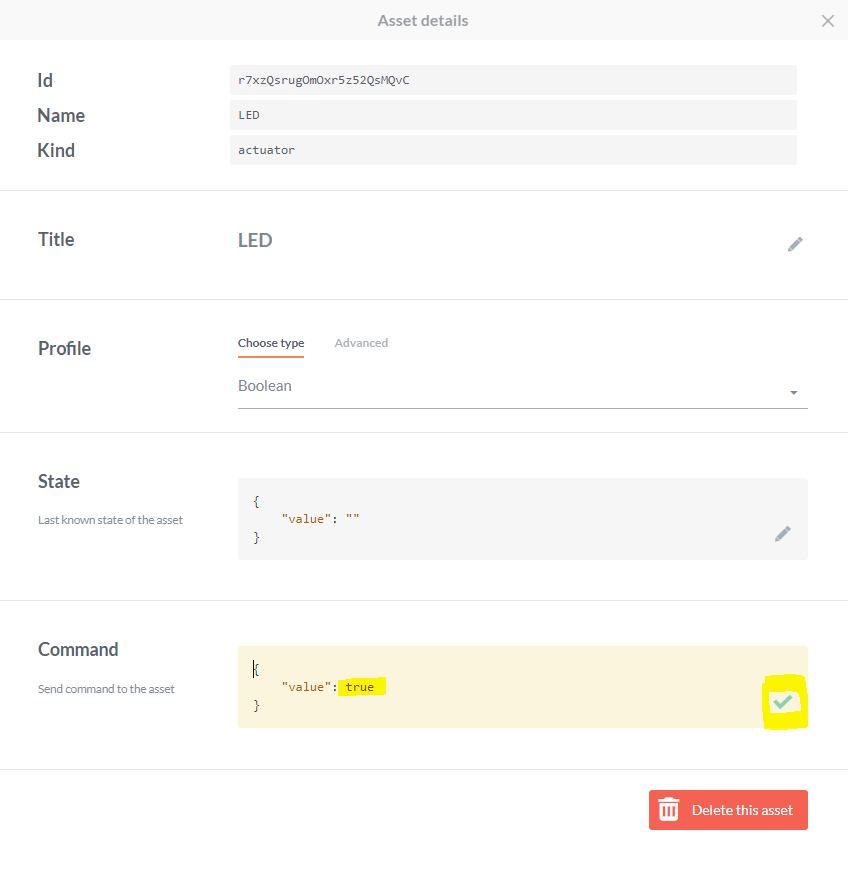 Asset details
Id
r7xzQsrugOmOxr5z52QsMQvC
Name
LED
Kind
actuator
Title
LED
Profile
Choose type
Advanced
Boolean
State
Last known state of the asset
{
"value": ""
}
Command
Send command to the asset
{
"value": true
}
Delete this asset